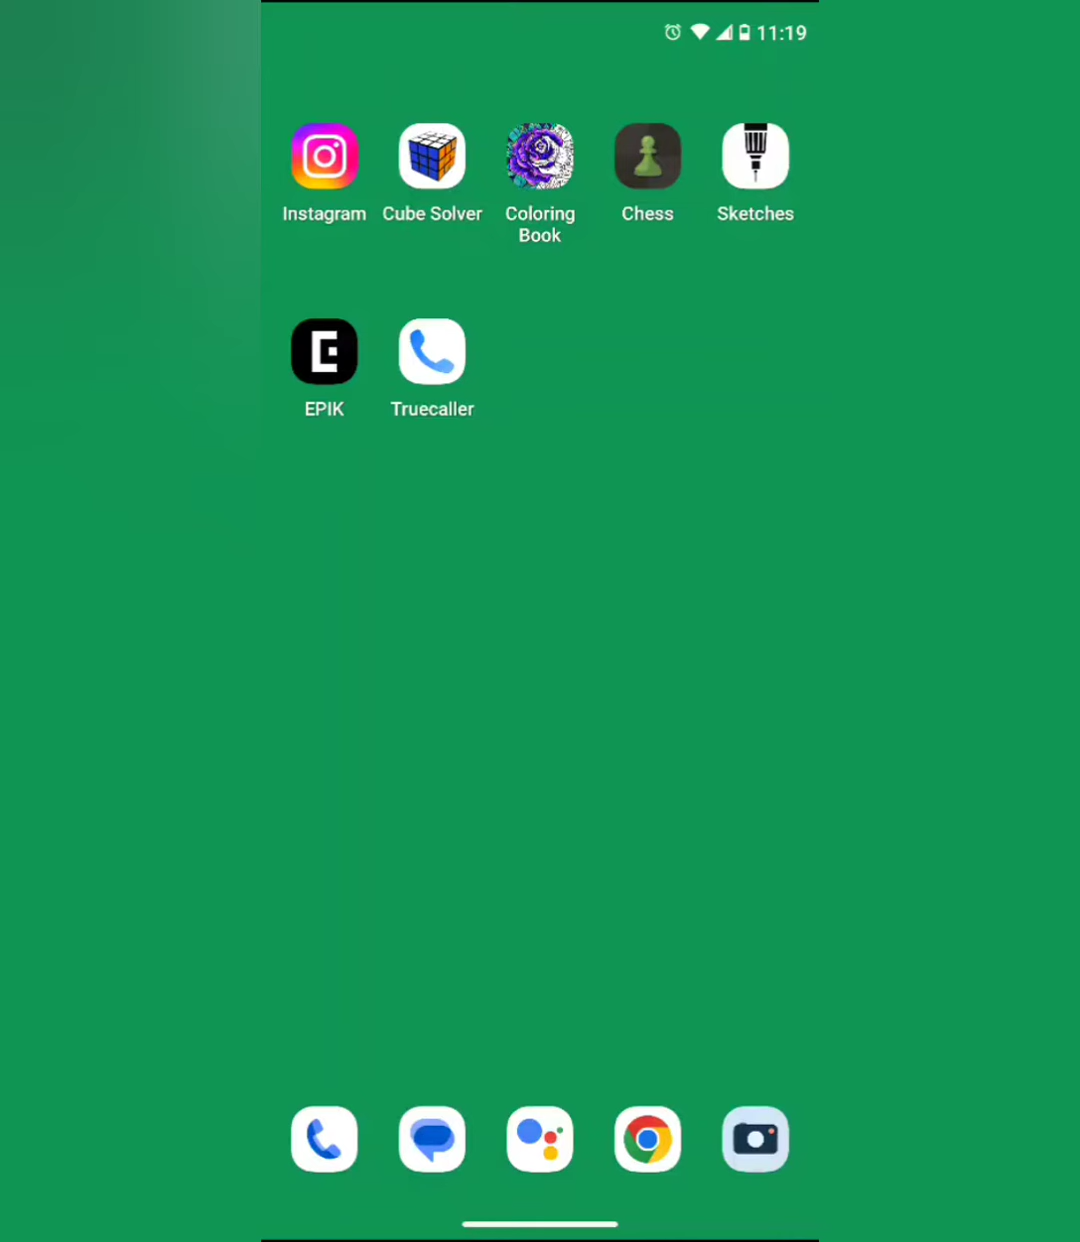 11:19
Instagram
Cube Solver
Coloring
Book
Chess
Sketches
EPIK
Truecaller